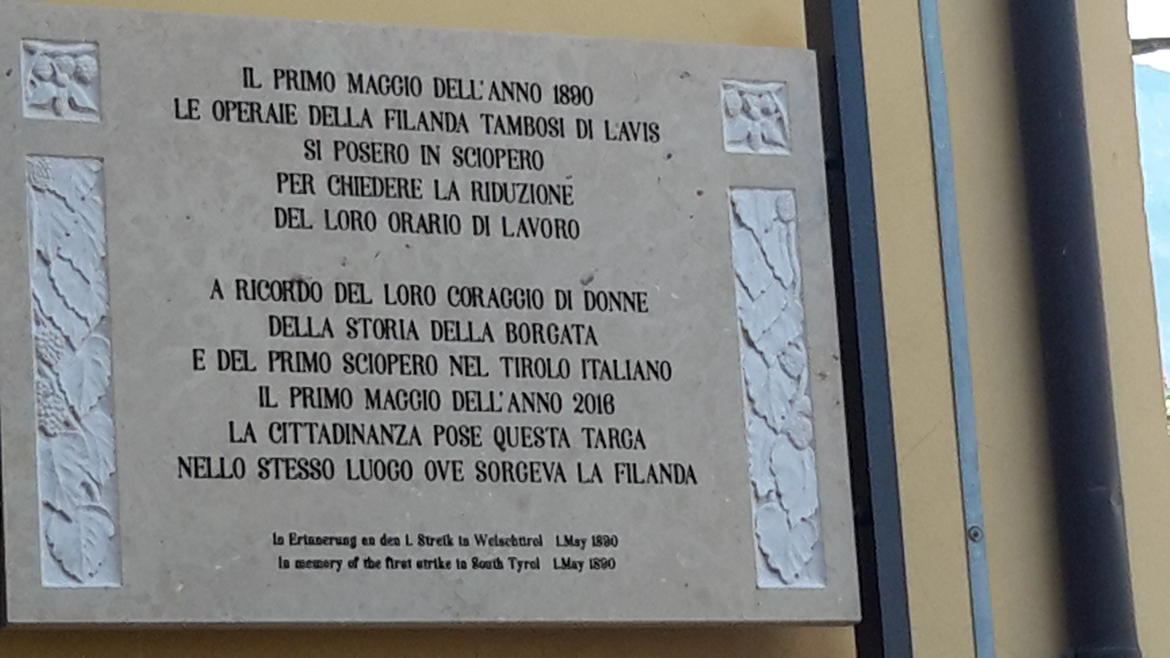 IL PRIMO MAGGIO DELL'ANNO 1890
LE OPERAIE DELLA FILANDA TAMBOSI DI LAVIS
SI POSERO IN SCIOPERO
PER CHIEDERE LA RIDUZIONE
DEL LORO ORARIO DI LAVORO
A RICORDO DEL LORO CORAGGIO DI DONNE
DELLA STORIA DELLA BORGATA
E DEL PRIMO SCIOPERO NEL TIROLO ITALIANO
IL PRIMO MAGGIO DELL'ANNO 2016
LA CITTADINANZA POSE QUESTA TARGA
NELLO STESSO LUOGO OVE SORGEVA LA FILANDA
In Erinnerung an den 1. Streik in Welschtirol 1.May 1890
In memory of the first strike in South Tyrol 1.May 1890